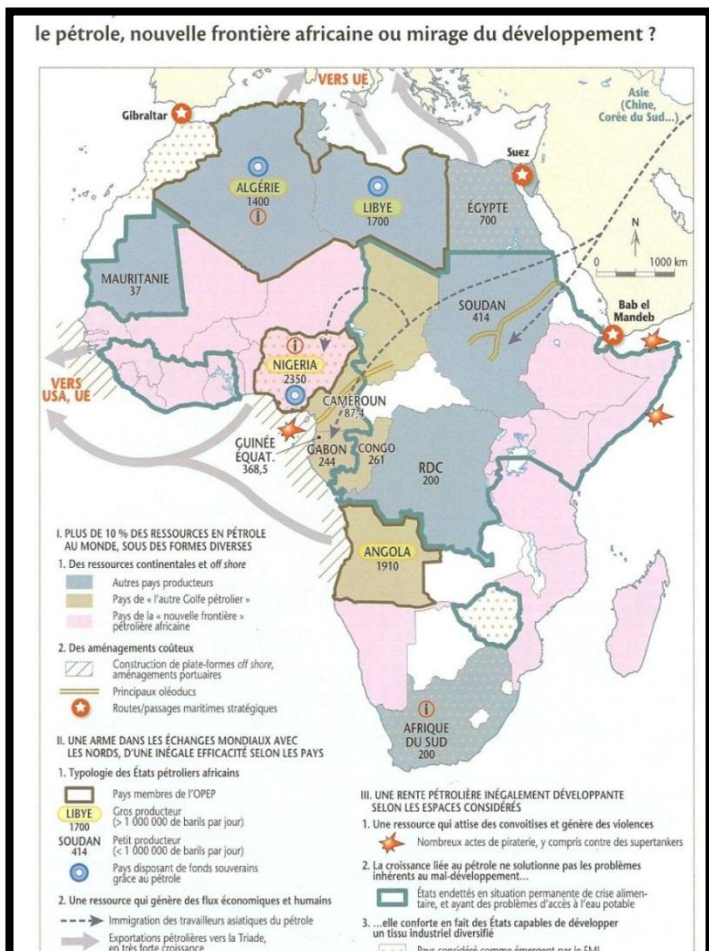 le pétrole, nouvelle frontière africaine ou mirage du développement ?
VERS UE
Asie
(Chine,
Corée du Sud...)
Gibraltar
Suez
ALGÉRIE
1400
LIBYE
1700
ÉGYPTE
700
N
0 1000 km
MAURITANIE
37
SOUDAN
414
Bab el
Mandeb
NIGERIA
2350
VERS
USA, UE
CAMEROUN
87,4
GUINÉE
ÉQUAT.
368,5
GABON
244
CONGO
261
RDC
200
ANGOLA
1910
AFRIQUE
DU SUD
200
I. PLUS DE 10 % DES RESSOURCES EN PÉTROLE
AU MONDE, SOUS DES FORMES DIVERSES
1. Des ressources continentales et off shore
Autres pays producteurs
Pays de « l'autre Golfe pétrolier »
Pays de la « nouvelle frontière »
pétrolière africaine
2. Des aménagements coûteux
Construction de plate-formes off shore,
aménagements portuaires
Principaux oléoducs
Routes/passages maritimes stratégiques
II. UNE ARME DANS LES ÉCHANGES MONDIAUX AVEC
LES NORDS, D'UNE INÉGALE EFFICACITÉ SELON LES PAYS
1. Typologie des États pétroliers africains
Pays membres de l'OPEP
LIBYE
1700
Gros producteur
(> 1 000 000 de barils par jour)
SOUDAN
414
Petit producteur
(< 1 000 000 de barils par jour)
Pays disposant de fonds souverains
grâce au pétrole
2. Une ressource qui génère des flux économiques et humains
Immigration des travailleurs asiatiques du pétrole
Exportations pétrolières vers la Triade,
en très forte croissance
III. UNE RENTE PÉTROLIÈRE INÉGALEMENT DÉVELOPPANTE
SELON LES ESPACES CONSIDÉRÉS
1. Une ressource qui attise des convoitises et génère des violences
Nombreux actes de piraterie, y compris contre des supertankers
2. La croissance liée au pétrole ne solutionne pas les problèmes
inhérents au mal-développement...
États endettés en situation permanente de crise alimen-
taire, et ayant des problèmes d'accès à l'eau potable
3. ...elle conforte en fait des États capables de développer
un tissu industriel diversifié
Pays considéré comme émergent par le FMI